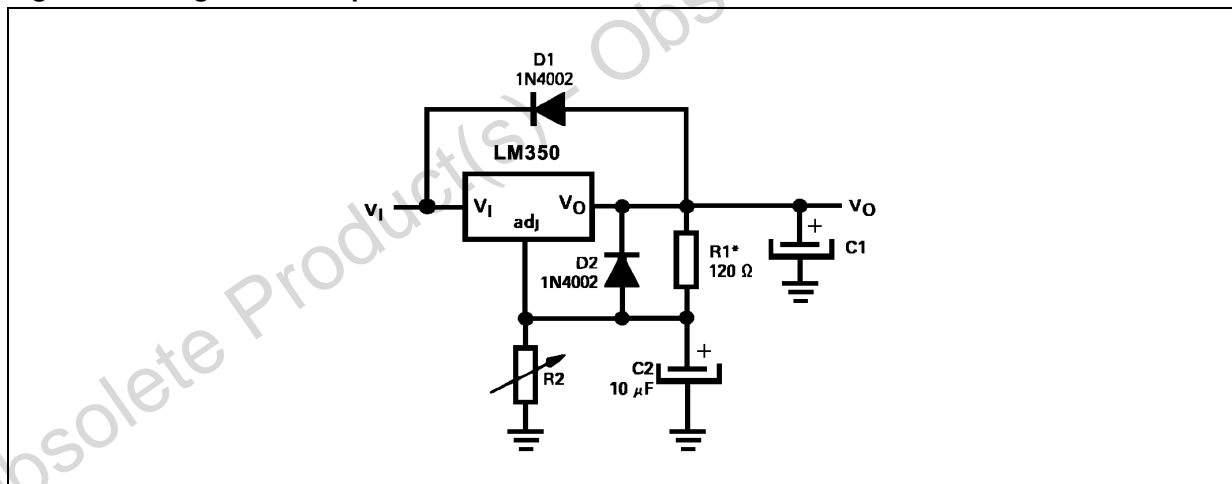 D1
1N4002
LM350
VI
VI
VO
adj
VO
+
C1
D2
1N4002
R1*
120 Ω
R2
+
C2
10 μF
Obsolete Product(s) - Obs